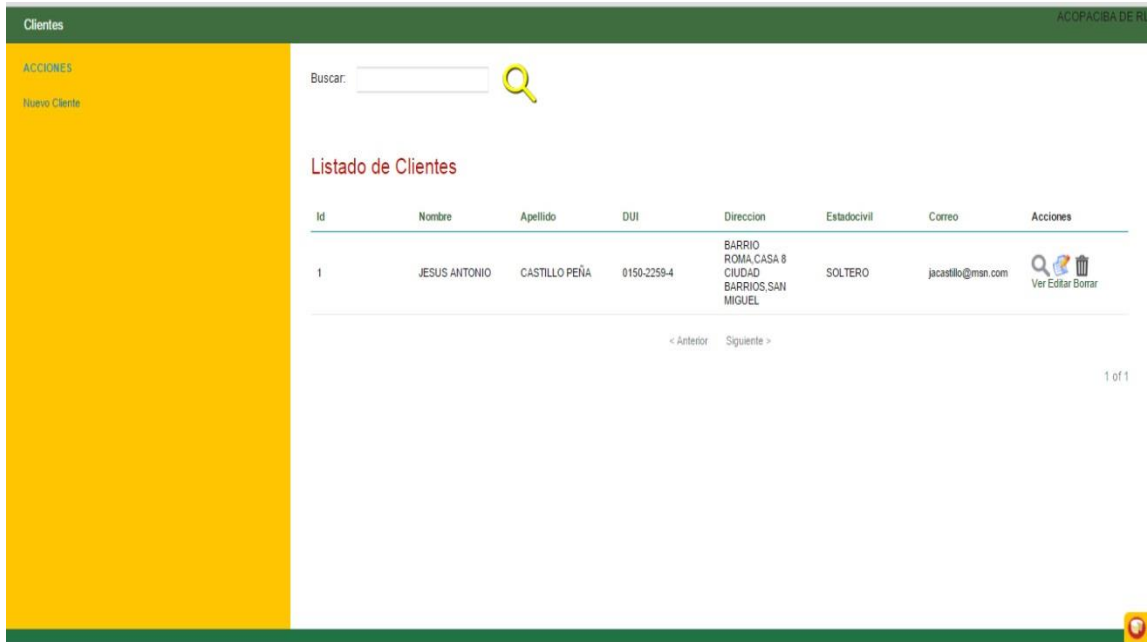 Clientes
ACOPACIBA DE RL
ACCIONES
Nuevo Cliente
Buscar:
Listado de Clientes
Id Nombre Apellido DUI Direccion Estadocivil Correo Acciones
1 JESUS ANTONIO CASTILLO PEÑA 0150-2259-4 BARRIO ROMA,CASA 8 CIUDAD BARRIOS,SAN MIGUEL SOLTERO jacastillo@msn.com Ver Editar Borrar
< Anterior Siguiente >
1 of 1